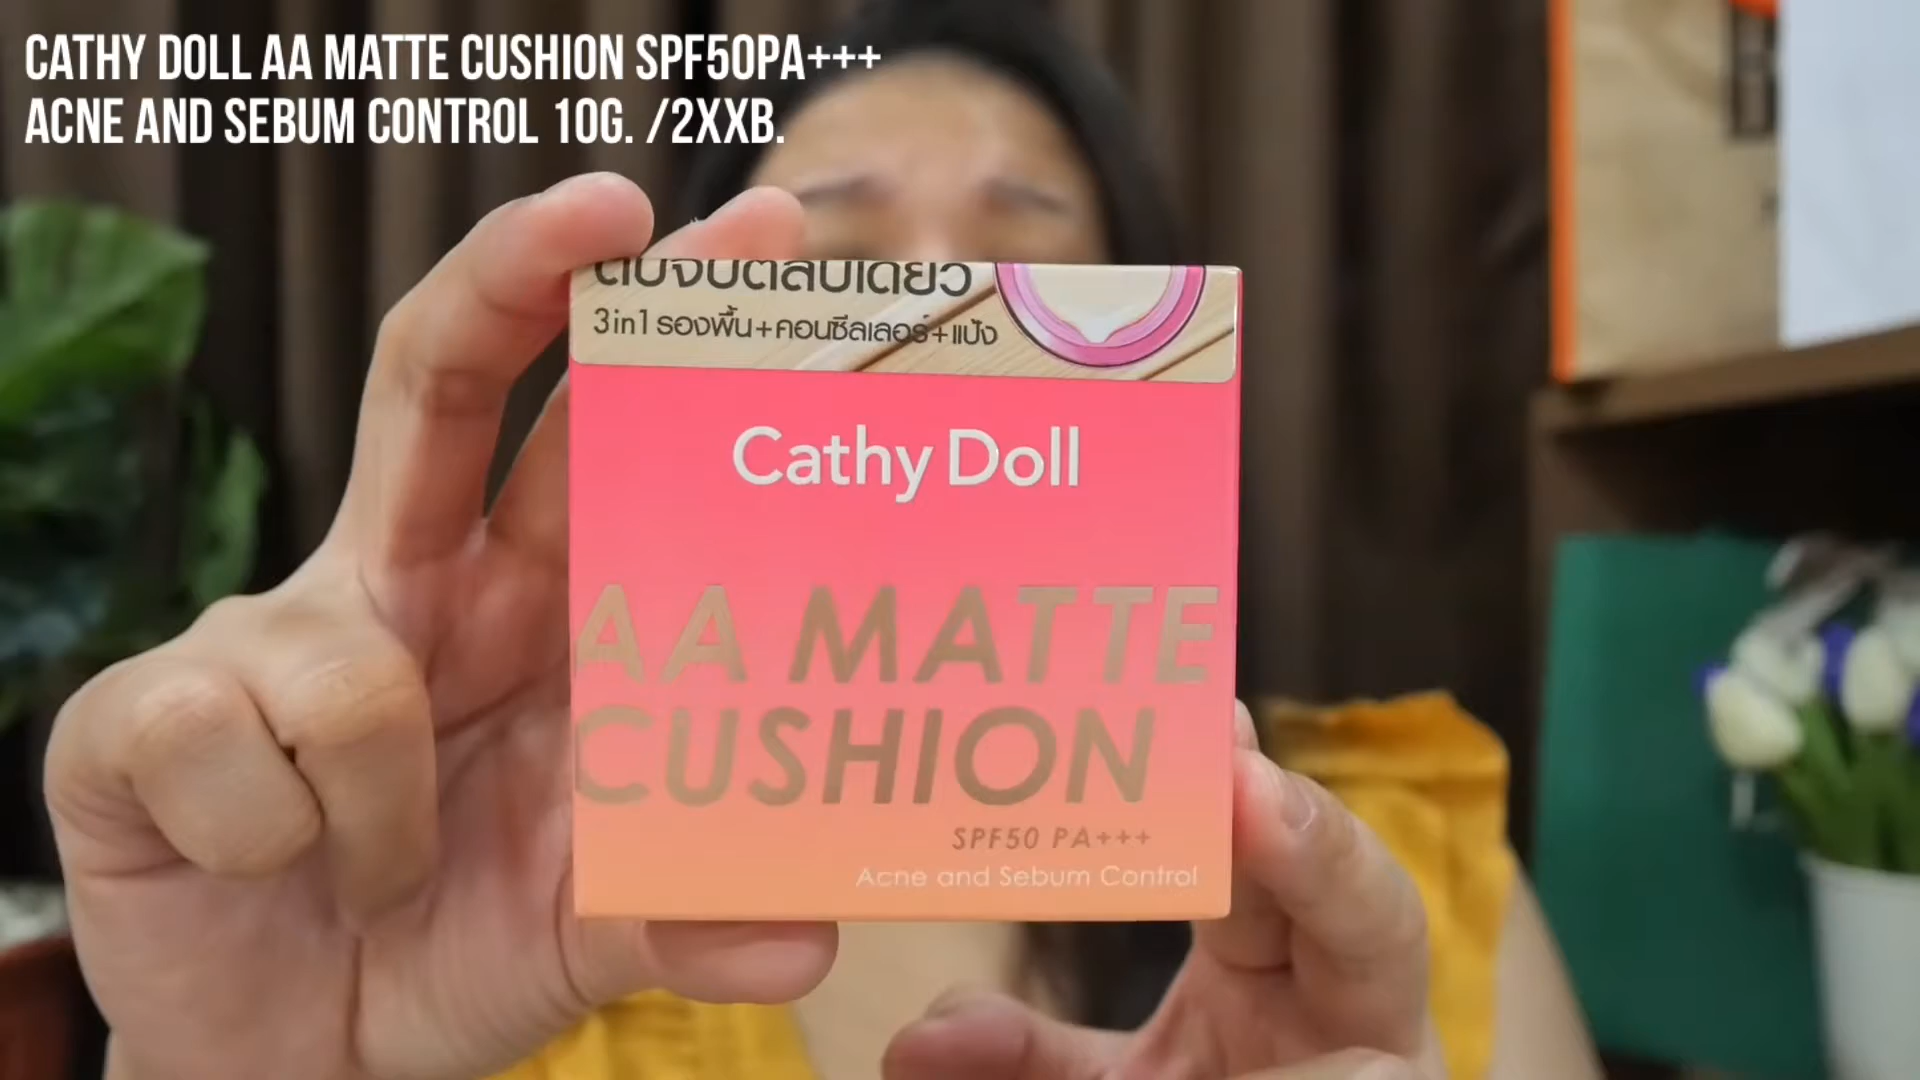 CATHY DOLL AA MATTE CUSHION SPF50PA+++
ACNE AND SEBUM CONTROL 10G. /2XXB.
3in1 รองพื้น+คอนซีลเลอร์+แป้ง
Cathy Doll
AA MATTE
CUSHION
SPF50 PA+++
Acne and Sebum Control